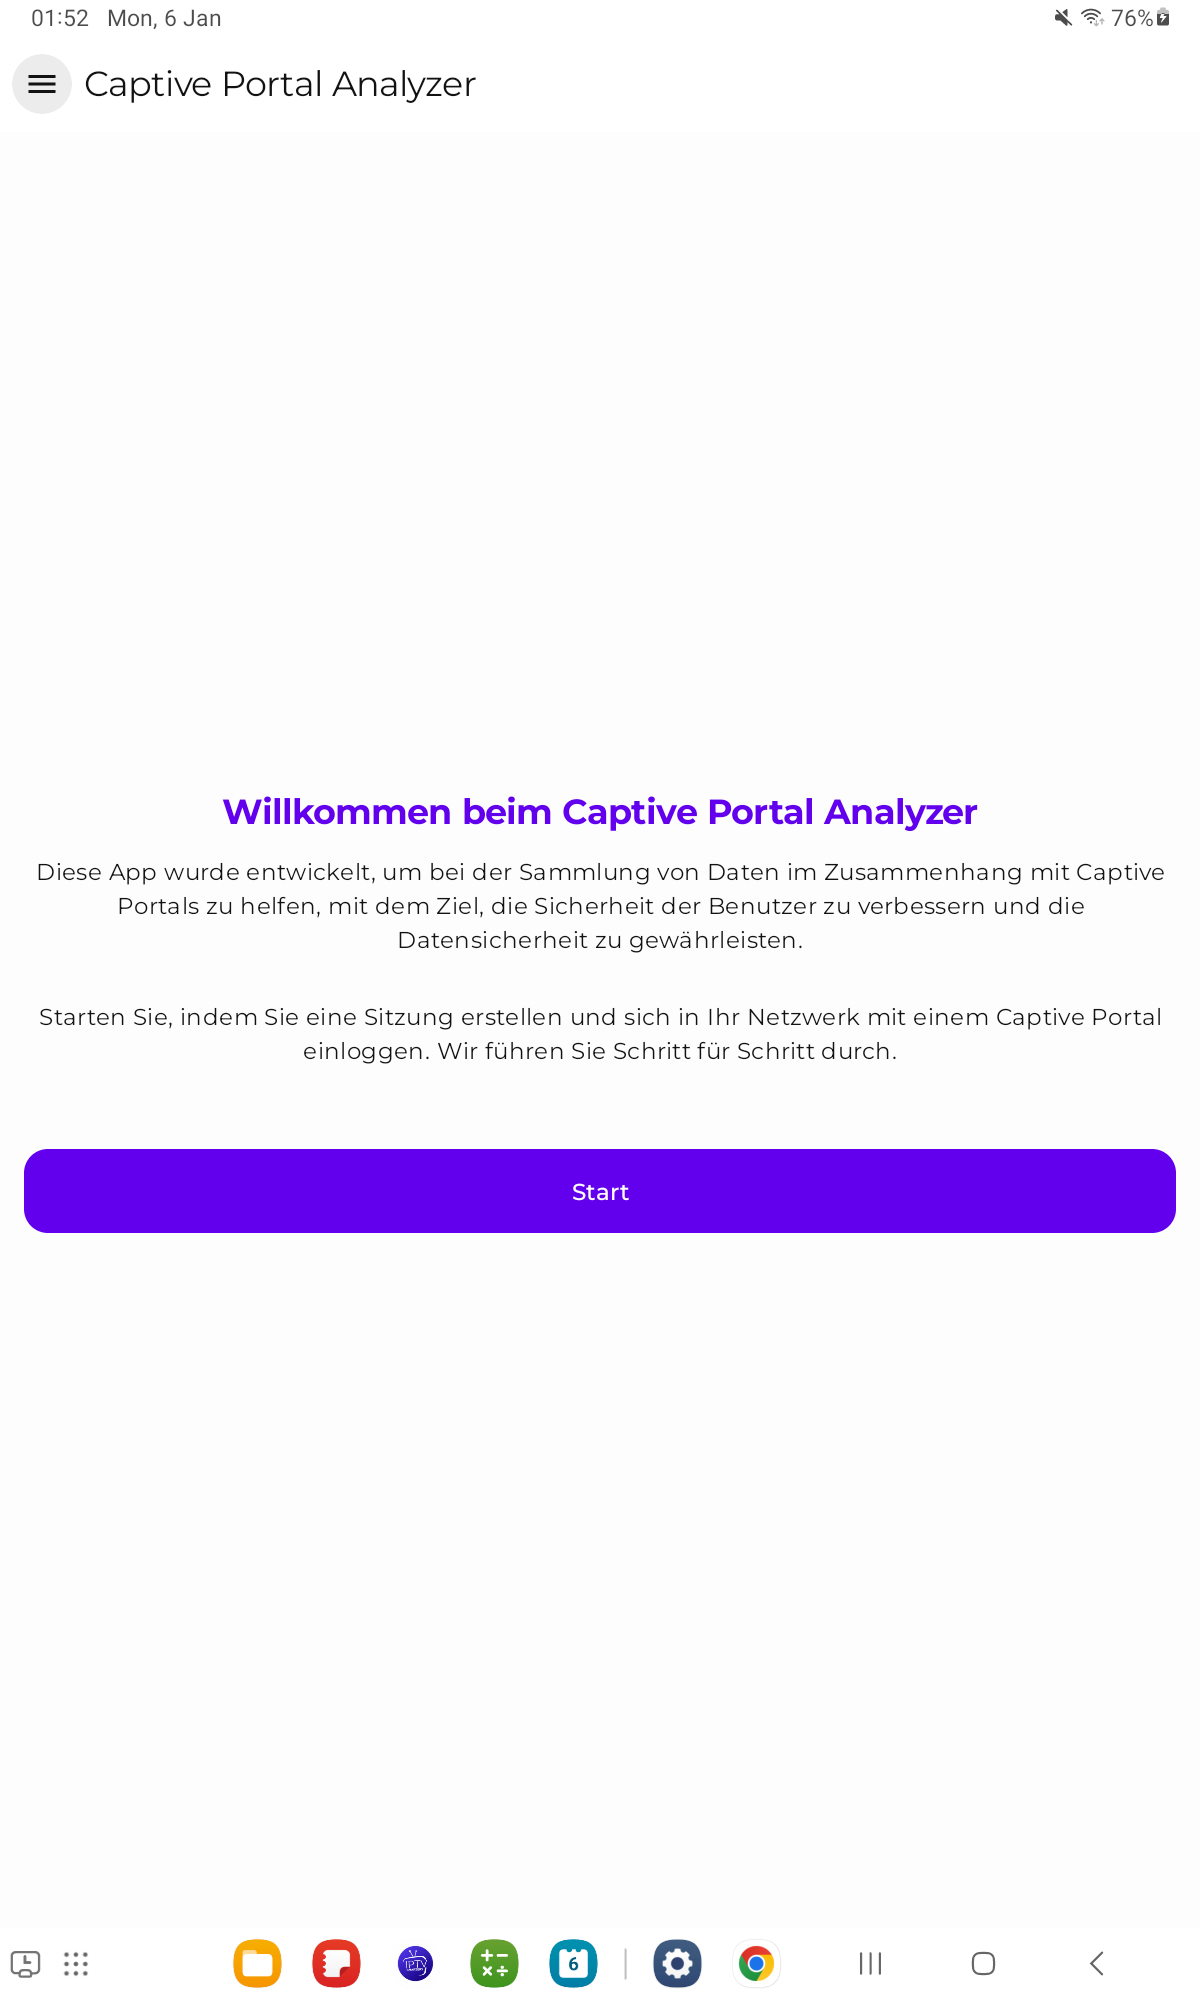 01:52 Mon, 6 Jan 76%
Captive Portal Analyzer
Willkommen beim Captive Portal Analyzer
Diese App wurde entwickelt, um bei der Sammlung von Daten im Zusammenhang mit Captive
Portals zu helfen, mit dem Ziel, die Sicherheit der Benutzer zu verbessern und die
Datensicherheit zu gewährleisten.
Starten Sie, indem Sie eine Sitzung erstellen und sich in Ihr Netzwerk mit einem Captive Portal
einloggen. Wir führen Sie Schritt für Schritt durch.
Start
IPTV
6